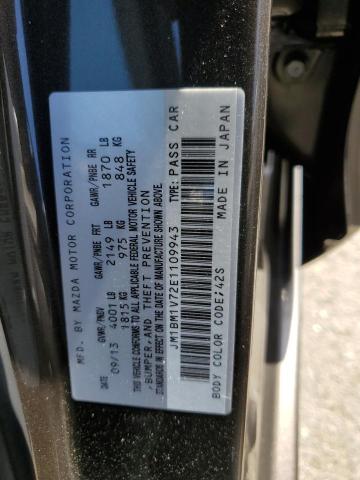 MFD. BY MAZDA MOTOR CORPORATION
DATE GVWR/PNBV GAWR/PNBE FRT GAWR/PNBE RR
09/13 4001 LB 2149 LB 1870 LB
1815 KG 975 KG 848 KG
THIS VEHICLE CONFORMS TO ALL APPLICABLE FEDERAL MOTOR VEHICLE SAFETY
,BUMPER,AND THEFT PREVENTION
STANDARDS IN EFFECT ON THE DATE OF MANUFACTURE SHOWN ABOVE.
JM1BM1V72E1109943 TYPE: PASS CAR
BODY COLOR CODE/42S MADE IN JAPAN